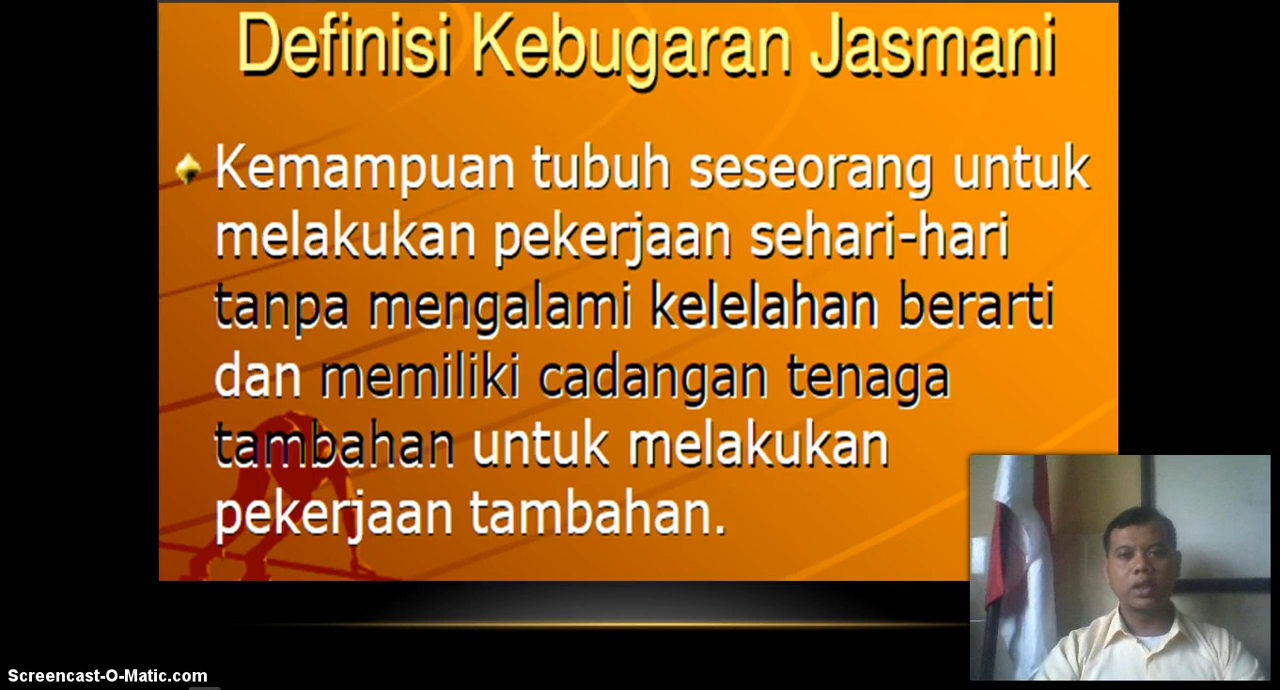 Definisi Kebugaran Jasmani
Kemampuan tubuh seseorang untuk
melakukan pekerjaan sehari-hari
tanpa mengalami kelelahan berarti
dan memiliki cadangan tenaga
tambahan untuk melakukan
pekerjaan tambahan.
Screencast-O-Matic.com